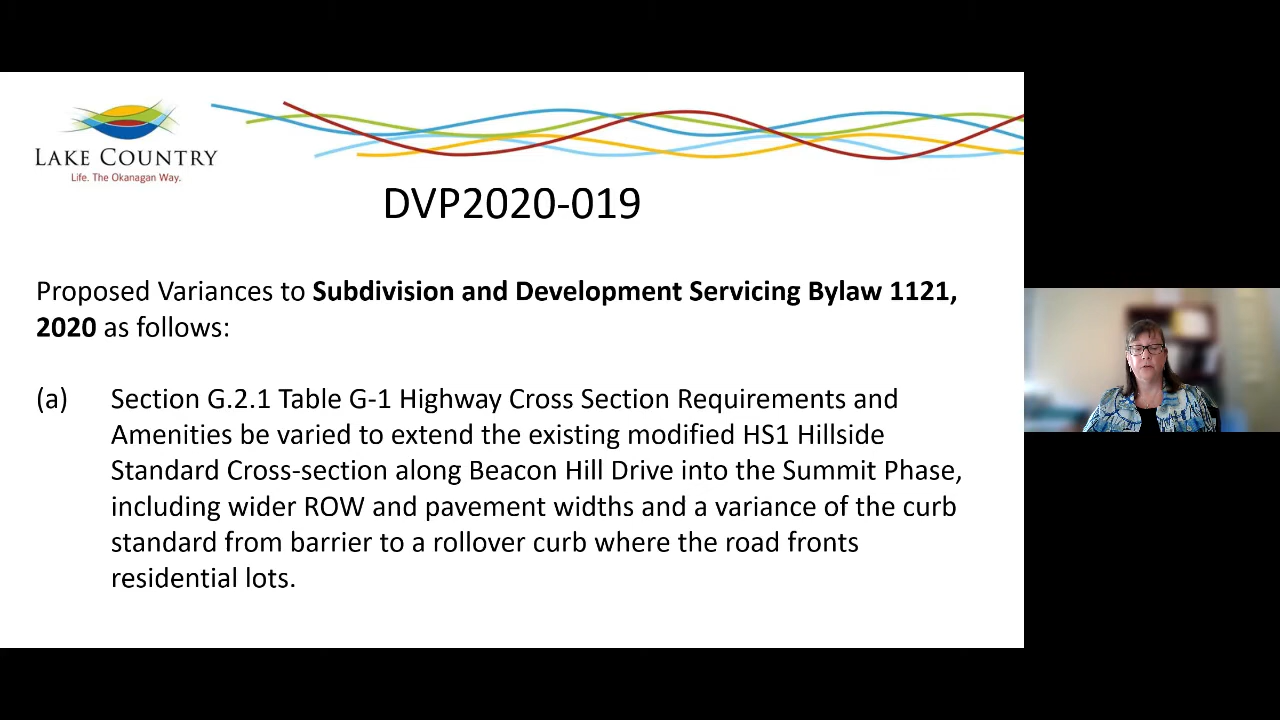 LAKE COUNTRY
Life. The Okanagan Way.
DVP2020-019
Proposed Variances to Subdivision and Development Servicing Bylaw 1121,
2020 as follows:
(a) Section G.2.1 Table G-1 Highway Cross Section Requirements and
Amenities be varied to extend the existing modified HS1 Hillside
Standard Cross-section along Beacon Hill Drive into the Summit Phase,
including wider ROW and pavement widths and a variance of the curb
standard from barrier to a rollover curb where the road fronts
residential lots.